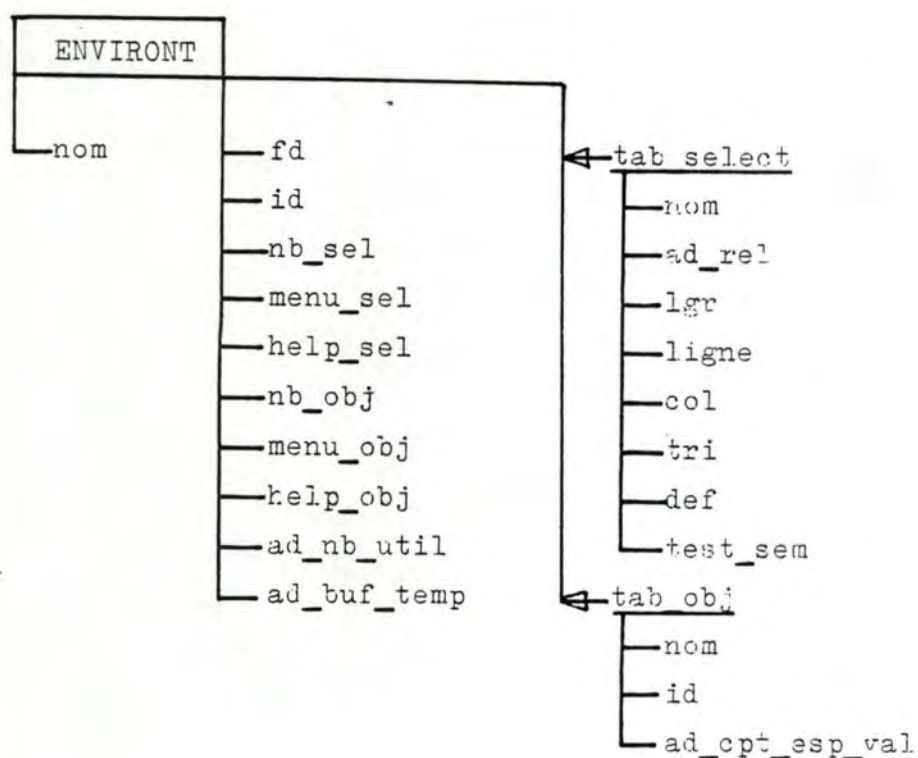 ENVIRONT
nom
fd
id
nb_sel
menu_sel
help_sel
nb_obj
menu_obj
help_obj
ad_nb_util
ad_buf_temp
tab_select
nom
ad_rel
lgr
ligne
col
tri
def
test_sem
tab_obj
nom
id
ad_cpt_esp_val